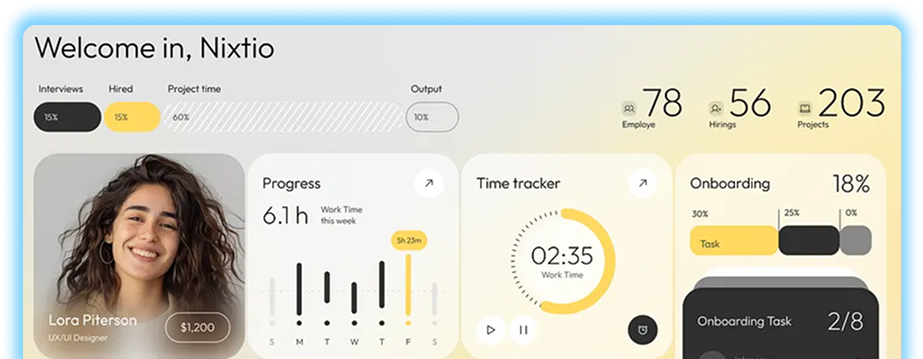 Welcome in, Nixtio
Interviews
Hired
Project time
Output
15%
15%
60%
10%
78
Employe
56
Hirings
203
Projects
Lora Piterson
UX/UI Designer
$1,200
Progress
6.1 h
Work Time
this week
5h 23m
S M T W T F S
Time tracker
02:35
Work Time
Onboarding
18%
30%
25%
0%
Task
Onboarding Task
2/8